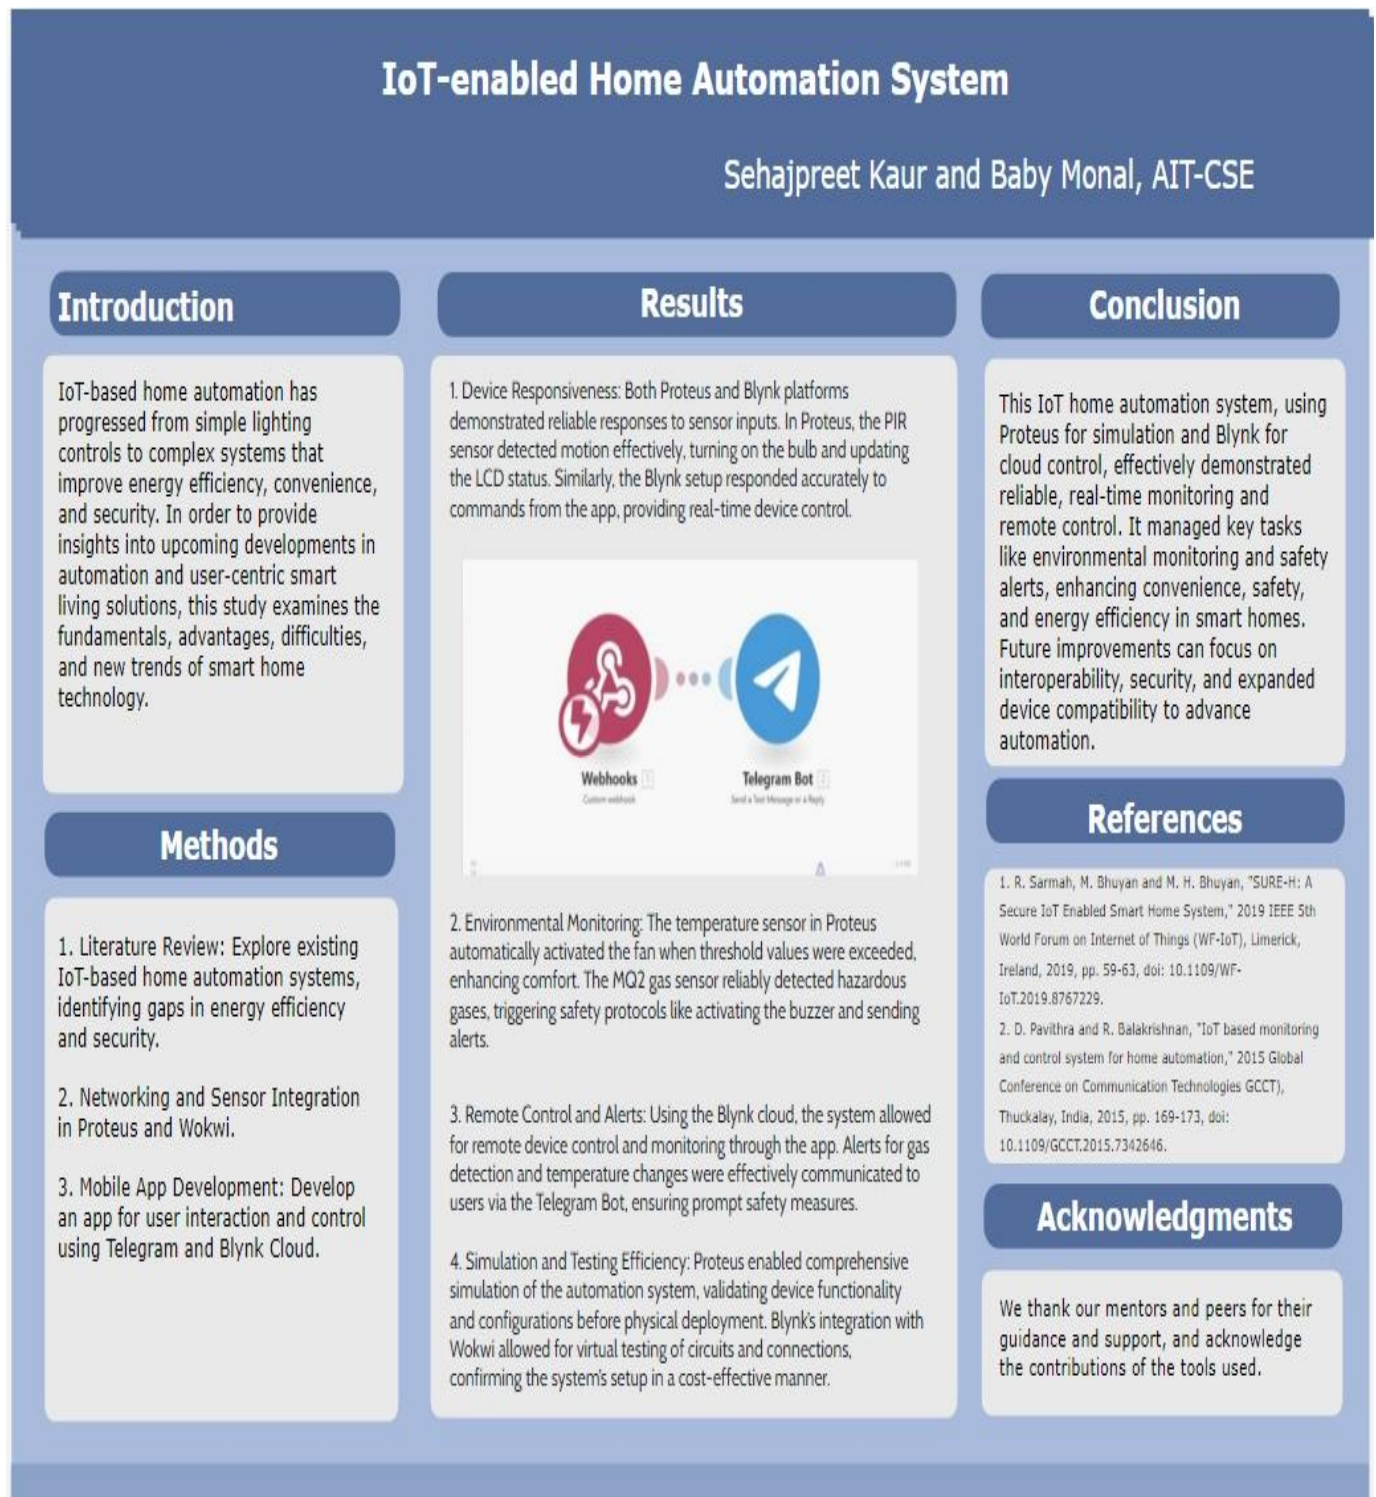 IoT-enabled Home Automation System
Sehajpreet Kaur and Baby Monal, AIT-CSE
Introduction
IoT-based home automation has
progressed from simple lighting
controls to complex systems that
improve energy efficiency, convenience,
and security. In order to provide
insights into upcoming developments in
automation and user-centric smart
living solutions, this study examines the
fundamentals, advantages, difficulties,
and new trends of smart home
technology.
Methods
1. Literature Review: Explore existing
IoT-based home automation systems,
identifying gaps in energy efficiency
and security.
2. Networking and Sensor Integration
in Proteus and Wokwi.
3. Mobile App Development: Develop
an app for user interaction and control
using Telegram and Blynk Cloud.
Results
1. Device Responsiveness: Both Proteus and Blynk platforms
demonstrated reliable responses to sensor inputs. In Proteus, the PIR
sensor detected motion effectively, turning on the bulb and updating
the LCD status. Similarly, the Blynk setup responded accurately to
commands from the app, providing real-time device control.
Webhooks 1
Custom webhook
Telegram Bot 2
Send a Text Message or a Reply
2. Environmental Monitoring: The temperature sensor in Proteus
automatically activated the fan when threshold values were exceeded,
enhancing comfort. The MQ2 gas sensor reliably detected hazardous
gases, triggering safety protocols like activating the buzzer and sending
alerts.
3. Remote Control and Alerts: Using the Blynk cloud, the system allowed
for remote device control and monitoring through the app. Alerts for gas
detection and temperature changes were effectively communicated to
users via the Telegram Bot, ensuring prompt safety measures.
4. Simulation and Testing Efficiency: Proteus enabled comprehensive
simulation of the automation system, validating device functionality
and configurations before physical deployment. Blynk's integration with
Wokwi allowed for virtual testing of circuits and connections,
confirming the system's setup in a cost-effective manner.
Conclusion
This IoT home automation system, using
Proteus for simulation and Blynk for
cloud control, effectively demonstrated
reliable, real-time monitoring and
remote control. It managed key tasks
like environmental monitoring and safety
alerts, enhancing convenience, safety,
and energy efficiency in smart homes.
Future improvements can focus on
interoperability, security, and expanded
device compatibility to advance
automation.
References
1. R. Sarmah, M. Bhuyan and M. H. Bhuyan, "SURE-H: A
Secure IoT Enabled Smart Home System," 2019 IEEE 5th
World Forum on Internet of Things (WF-IoT), Limerick,
Ireland, 2019, pp. 59-63, doi: 10.1109/WF-
IoT.2019.8767229.
2. D. Pavithra and R. Balakrishnan, "IoT based monitoring
and control system for home automation," 2015 Global
Conference on Communication Technologies GCCT),
Thuckalay, India, 2015, pp. 169-173, doi:
10.1109/GCCT.2015.7342646.
Acknowledgments
We thank our mentors and peers for their
guidance and support, and acknowledge
the contributions of the tools used.